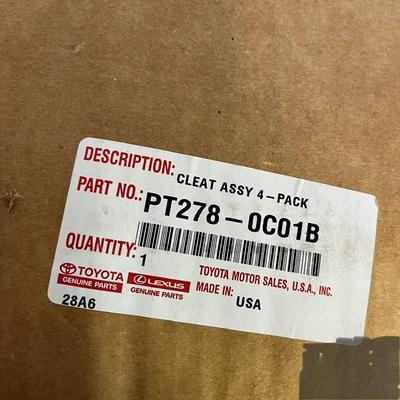 DESCRIPTION: CLEAT ASSY 4-PACK
PART NO.: PT278-0C01B
QUANTITY: 1
TOYOTA LEXUS TOYOTA MOTOR SALES, U.S.A., INC.
GENUINE PARTS GENUINE PARTS MADE IN: USA
28A6